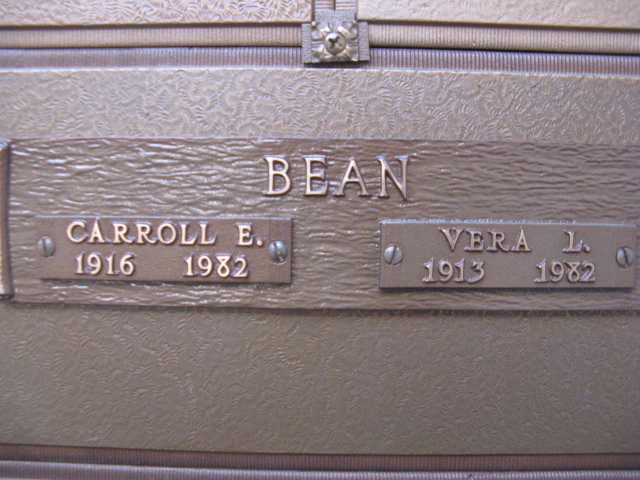 BEAN
CARROLL E.
1916 1982
VERA L.
1913 1982